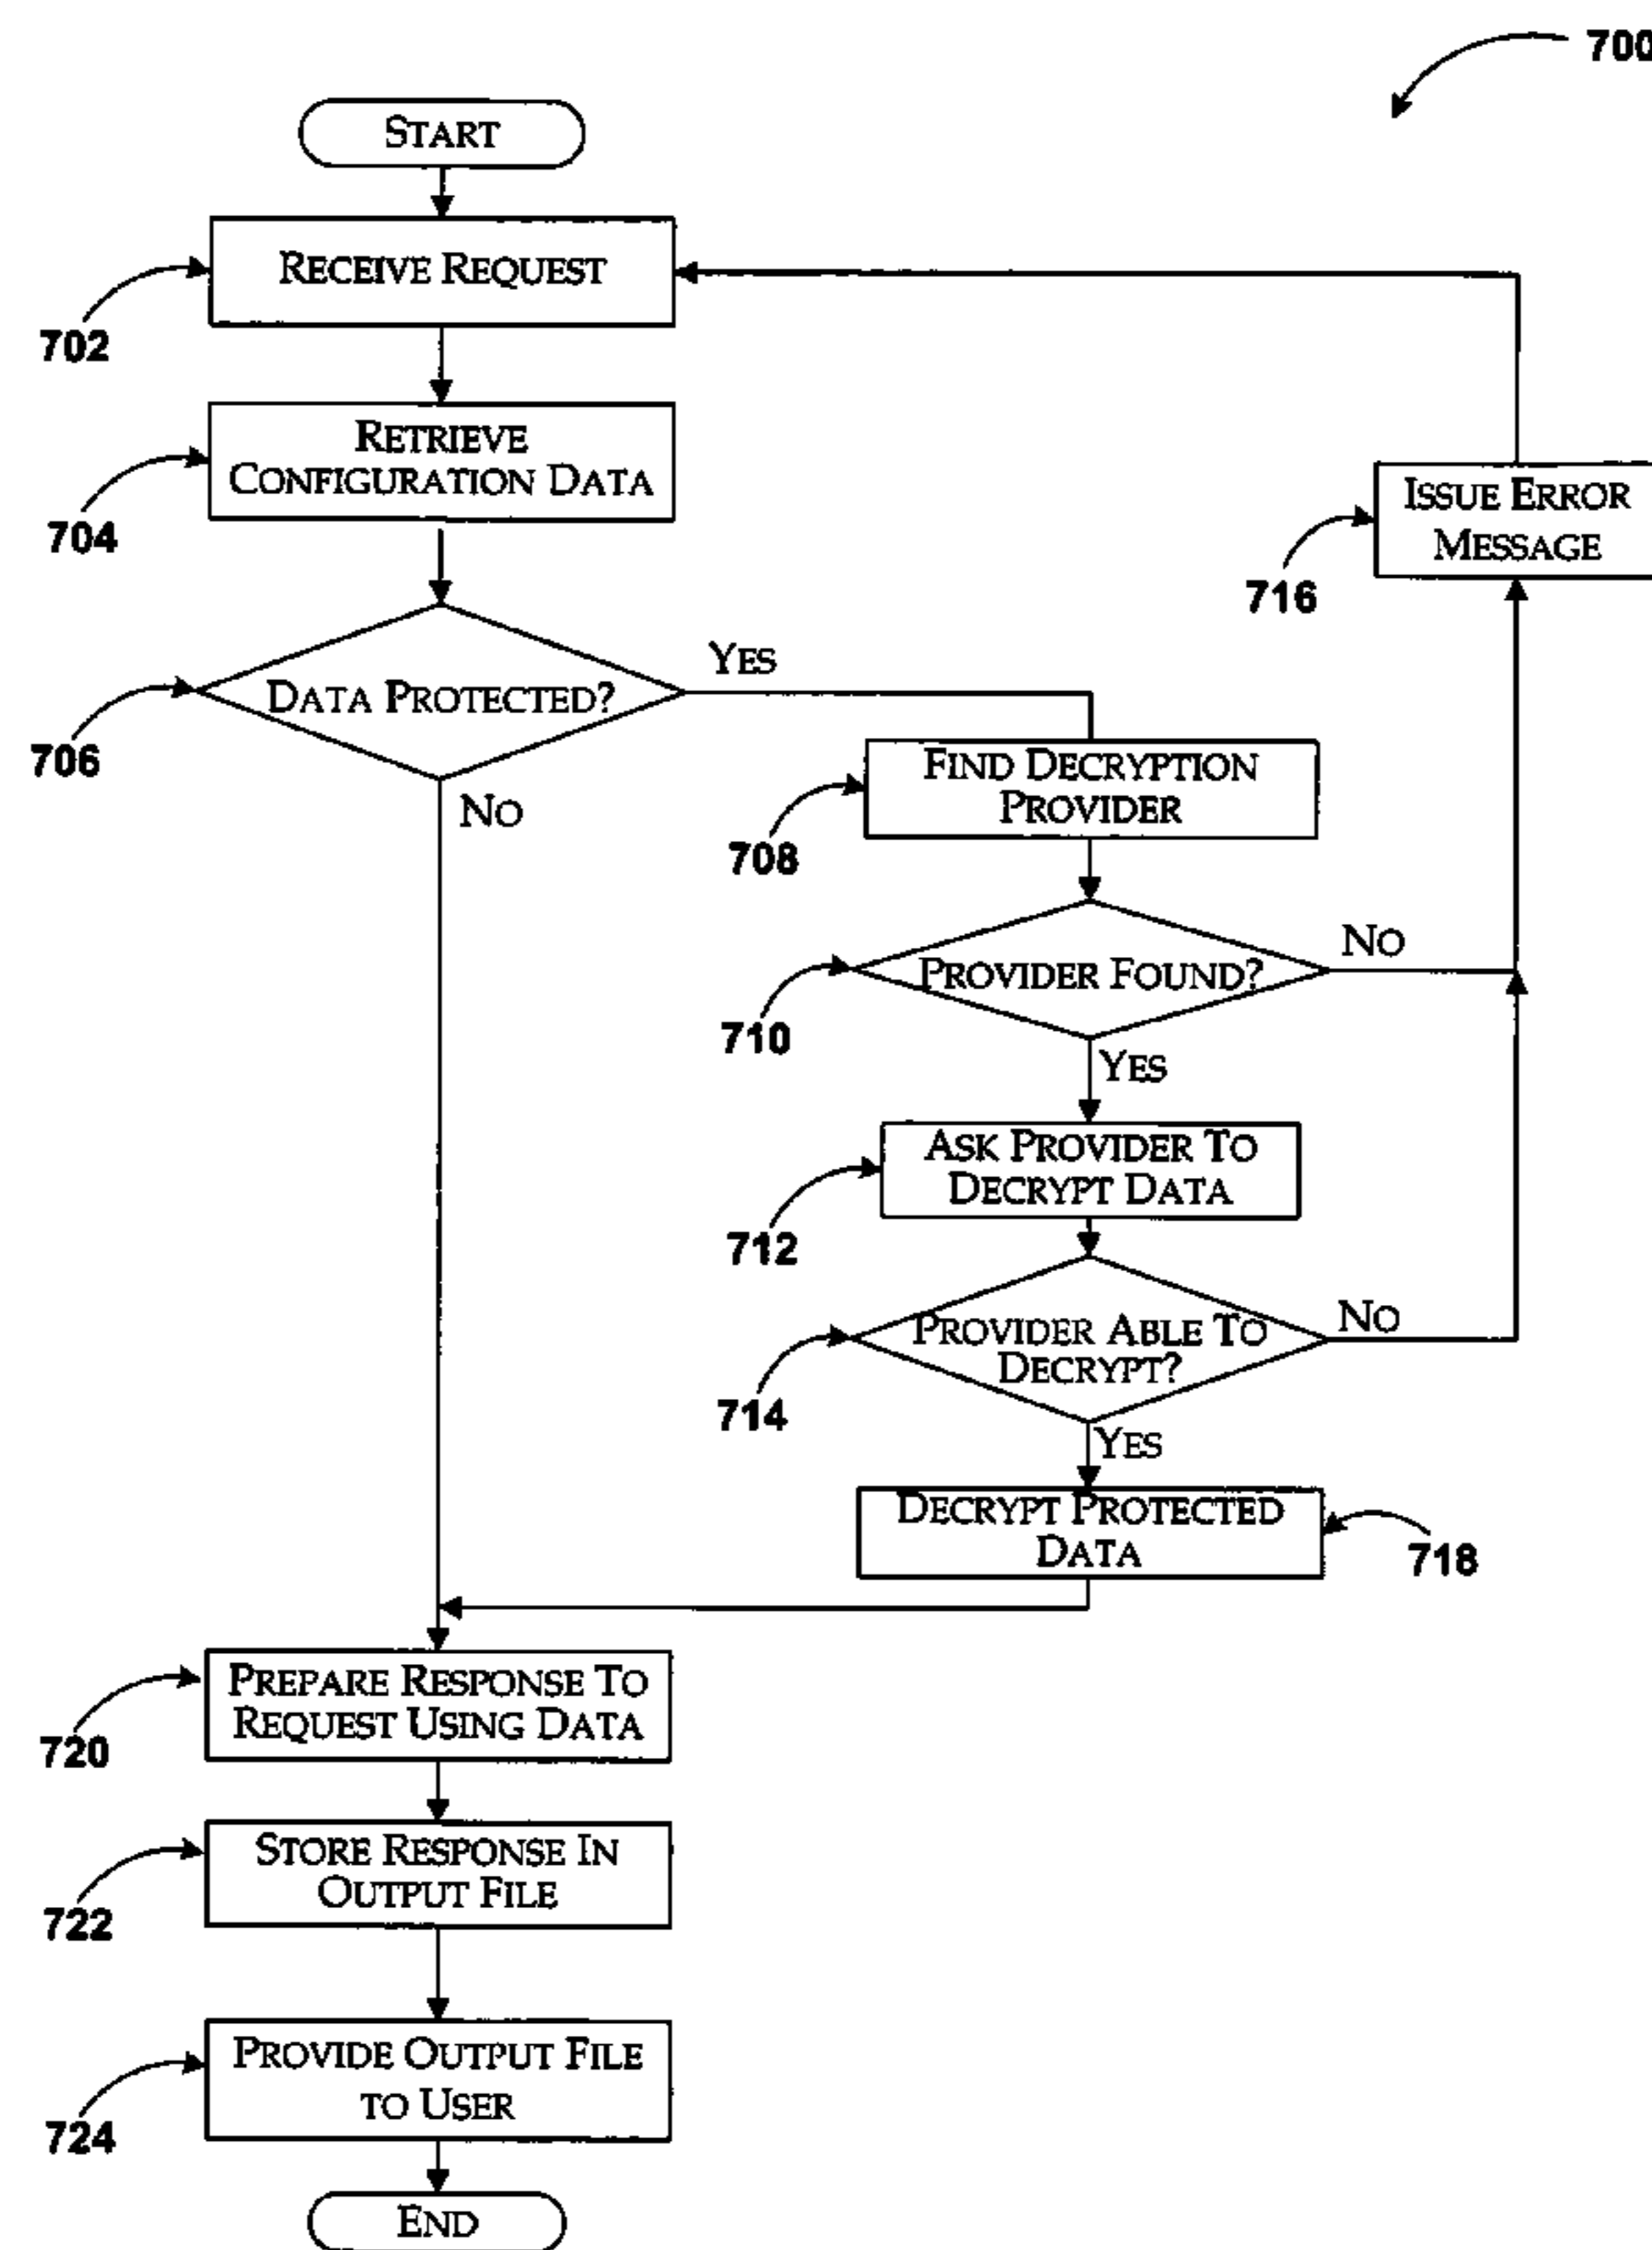 700
START
RECEIVE REQUEST
702
RETRIEVE
CONFIGURATION DATA
704
ISSUE ERROR
MESSAGE
716
DATA PROTECTED?
YES
706
NO
FIND DECRYPTION
PROVIDER
708
PROVIDER FOUND?
NO
710
YES
ASK PROVIDER TO
DECRYPT DATA
712
PROVIDER ABLE TO
DECRYPT?
NO
714
YES
DECRYPT PROTECTED
DATA
718
PREPARE RESPONSE TO
REQUEST USING DATA
720
STORE RESPONSE IN
OUTPUT FILE
722
PROVIDE OUTPUT FILE
TO USER
724
END